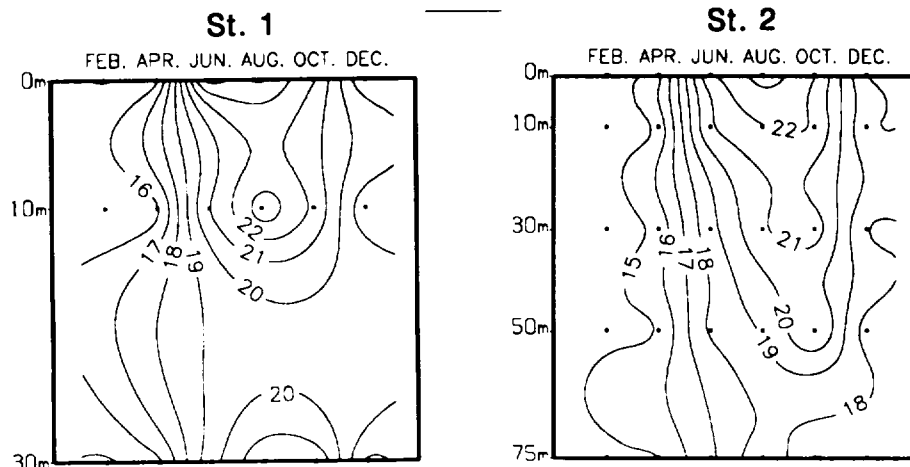 St. 1
FEB. APR. JUN. AUG. OCT. DEC.
0m
10m
30m
16
17
18
19
22
21
20
20
St. 2
FEB. APR. JUN. AUG. OCT. DEC.
0m
10m
30m
50m
75m
22
21
15
16
17
18
20
19
18